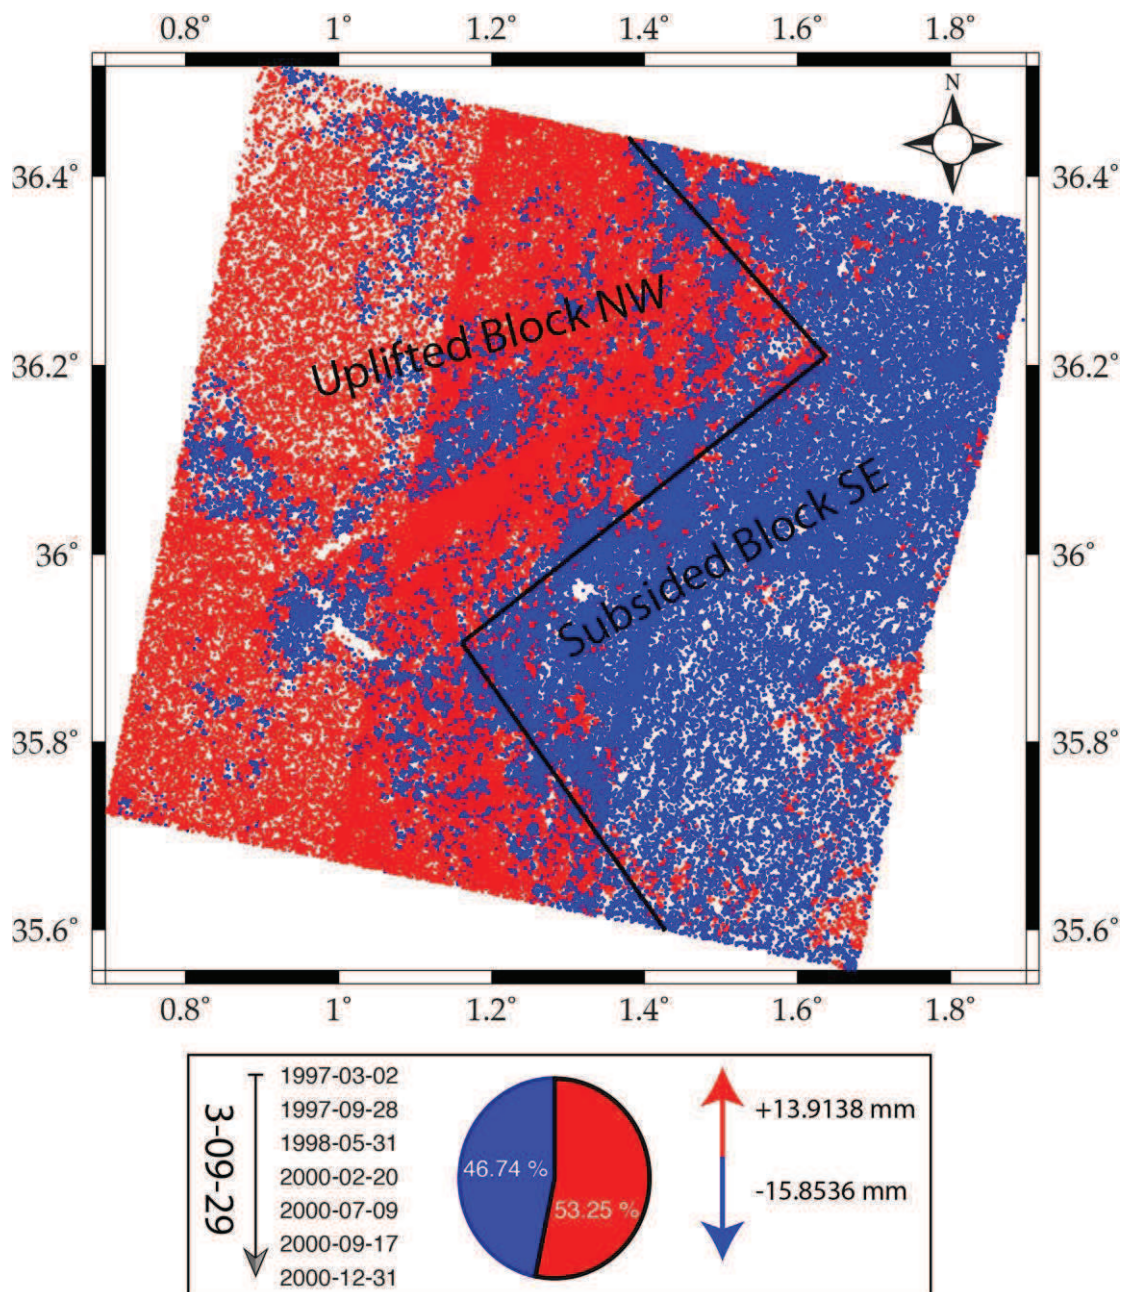 0.8° 1° 1.2° 1.4° 1.6° 1.8°
N
36.4° 36.4°
Uplifted Block NW
36.2° 36.2°
Subsided Block SE
36° 36°
35.8° 35.8°
35.6° 35.6°
0.8° 1° 1.2° 1.4° 1.6° 1.8°
3-09-29
1997-03-02
1997-09-28
1998-05-31
2000-02-20
2000-07-09
2000-09-17
2000-12-31
46.74 %
53.25 %
+13.9138 mm
-15.8536 mm